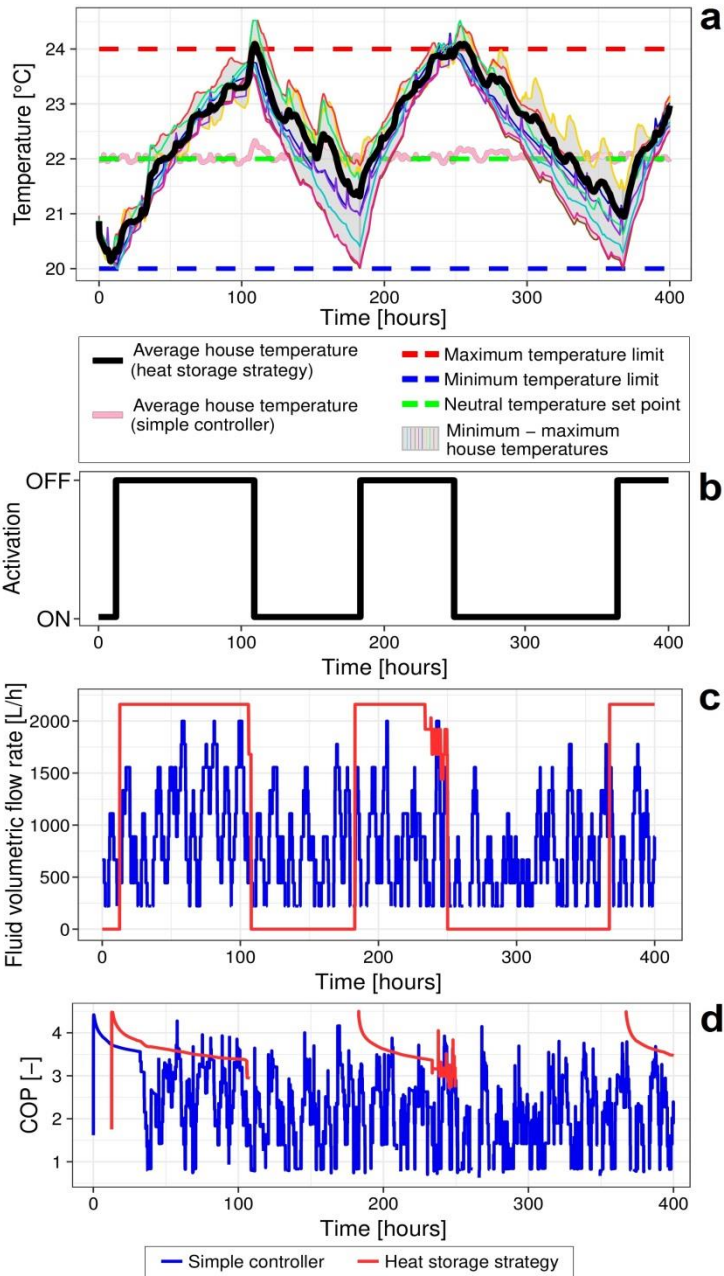 a
Temperature [°C]
24
23
22
21
20
0
100
200
300
400
Time [hours]
Average house temperature
(heat storage strategy)
Average house temperature
(simple controller)
Maximum temperature limit
Minimum temperature limit
Neutral temperature set point
Minimum − maximum
house temperatures
b
Activation
OFF
ON
0
100
200
300
400
Time [hours]
c
Fluid volumetric flow rate [L/h]
2000
1500
1000
500
0
0
100
200
300
400
Time [hours]
d
COP [−]
4
3
2
1
0
100
200
300
400
Time [hours]
Simple controller
Heat storage strategy